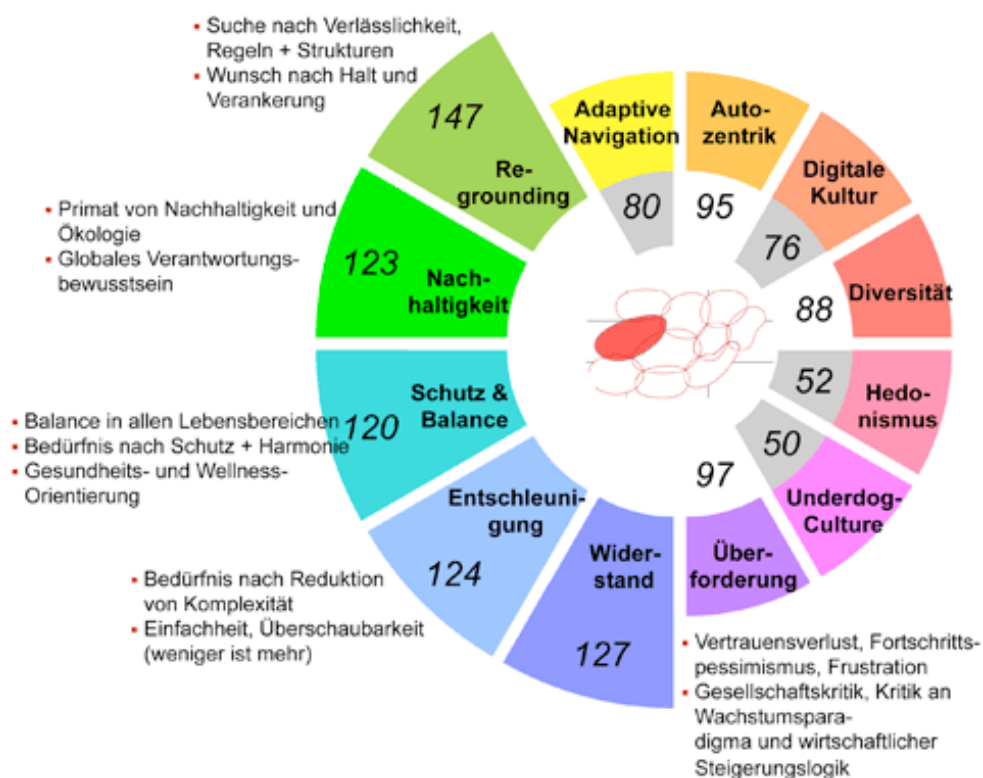 ▪ Suche nach Verlässlichkeit,
Regeln + Strukturen
▪ Wunsch nach Halt und
Verankerung
147
Re-
grounding
Adaptive
Navigation
80
Auto-
zentrik
95
Digitale
Kultur
76
Diversität
88
Hedo-
nismus
52
Underdog-
Culture
50
Über-
forderung
97
▪ Vertrauensverlust, Fortschritts-
pessimismus, Frustration
▪ Gesellschaftskritik, Kritik an
Wachstumspara-
digma und wirtschaftlicher
Steigerungslogik
Wider-
stand
127
Entschleuni-
gung
124
▪ Bedürfnis nach Reduktion
von Komplexität
▪ Einfachheit, Überschaubarkeit
(weniger ist mehr)
Schutz &
Balance
120
▪ Balance in allen Lebensbereichen
▪ Bedürfnis nach Schutz + Harmonie
▪ Gesundheits- und Wellness-
Orientierung
Nach-
haltigkeit
123
▪ Primat von Nachhaltigkeit und
Ökologie
▪ Globales Verantwortungs-
bewusstsein